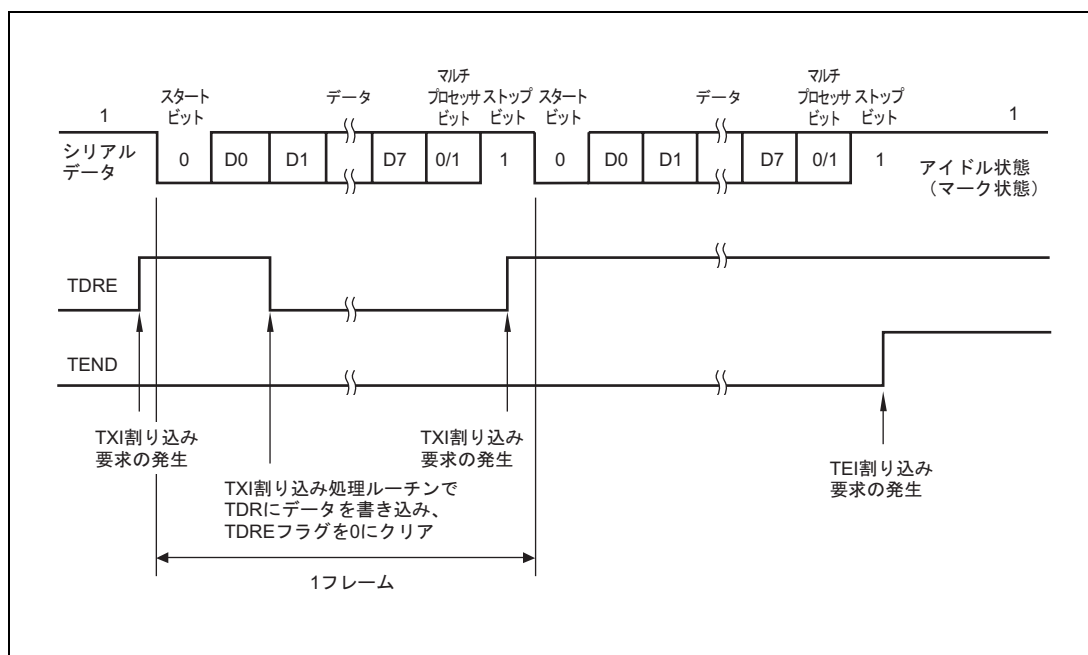 マルチ マルチ
スタート データ プロセッサ ストップ スタート データ プロセッサ ストップ
1 ビット ビット ビット ビット ビット ビット 1
シリアル
データ
0 D0 D1 D7 0/1 1 0 D0 D1 D7 0/1 1
アイドル状態
(マーク状態)
TDRE
TEND
TXI割り込み
要求の発生
TXI割り込み処理ルーチンで
TDRにデータを書き込み、
TDREフラグを0にクリア
TXI割り込み
要求の発生
TEI割り込み
要求の発生
1フレーム